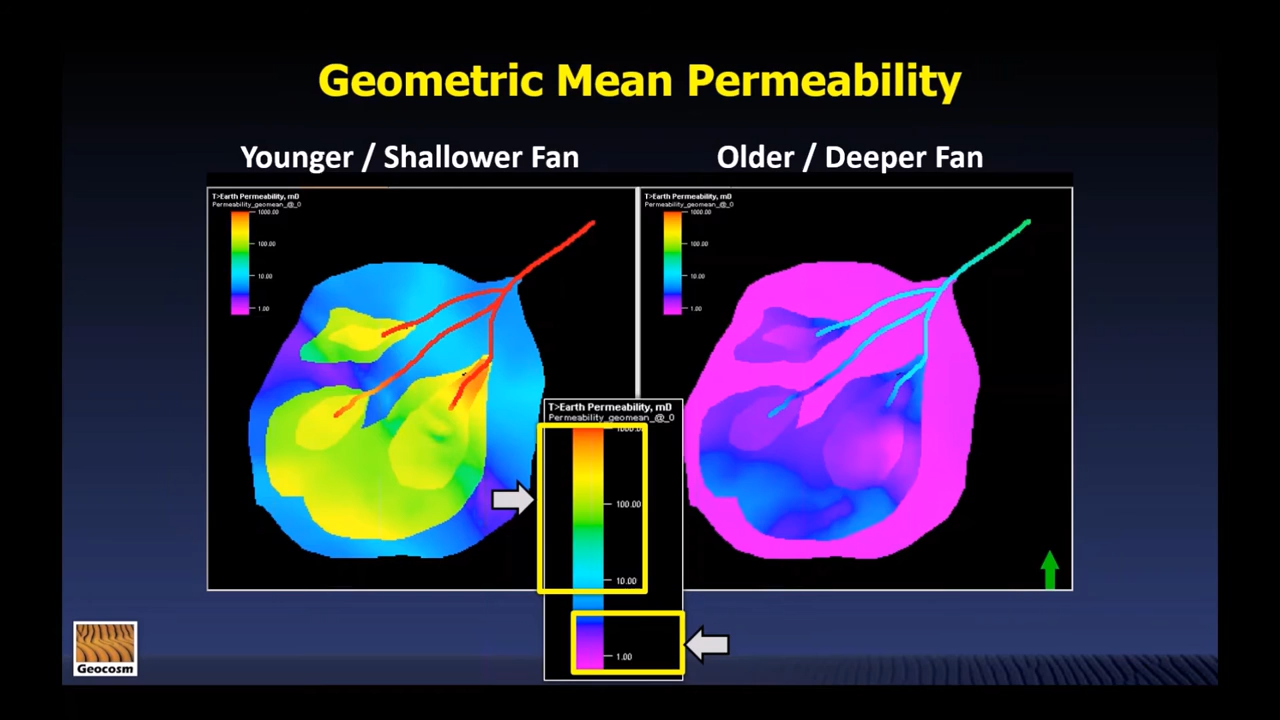 Geometric Mean Permeability
Younger / Shallower Fan
Older / Deeper Fan
T>Earth Permeability, mD
Permeability_geomean_@_0
1000.00
100.00
10.00
1.00
T>Earth Permeability, mD
Permeability_geomean_@_0
1000.00
100.00
10.00
1.00
T>Earth Permeability, mD
Permeability_geomean_@_0
1000.00
100.00
10.00
1.00
Geocosm